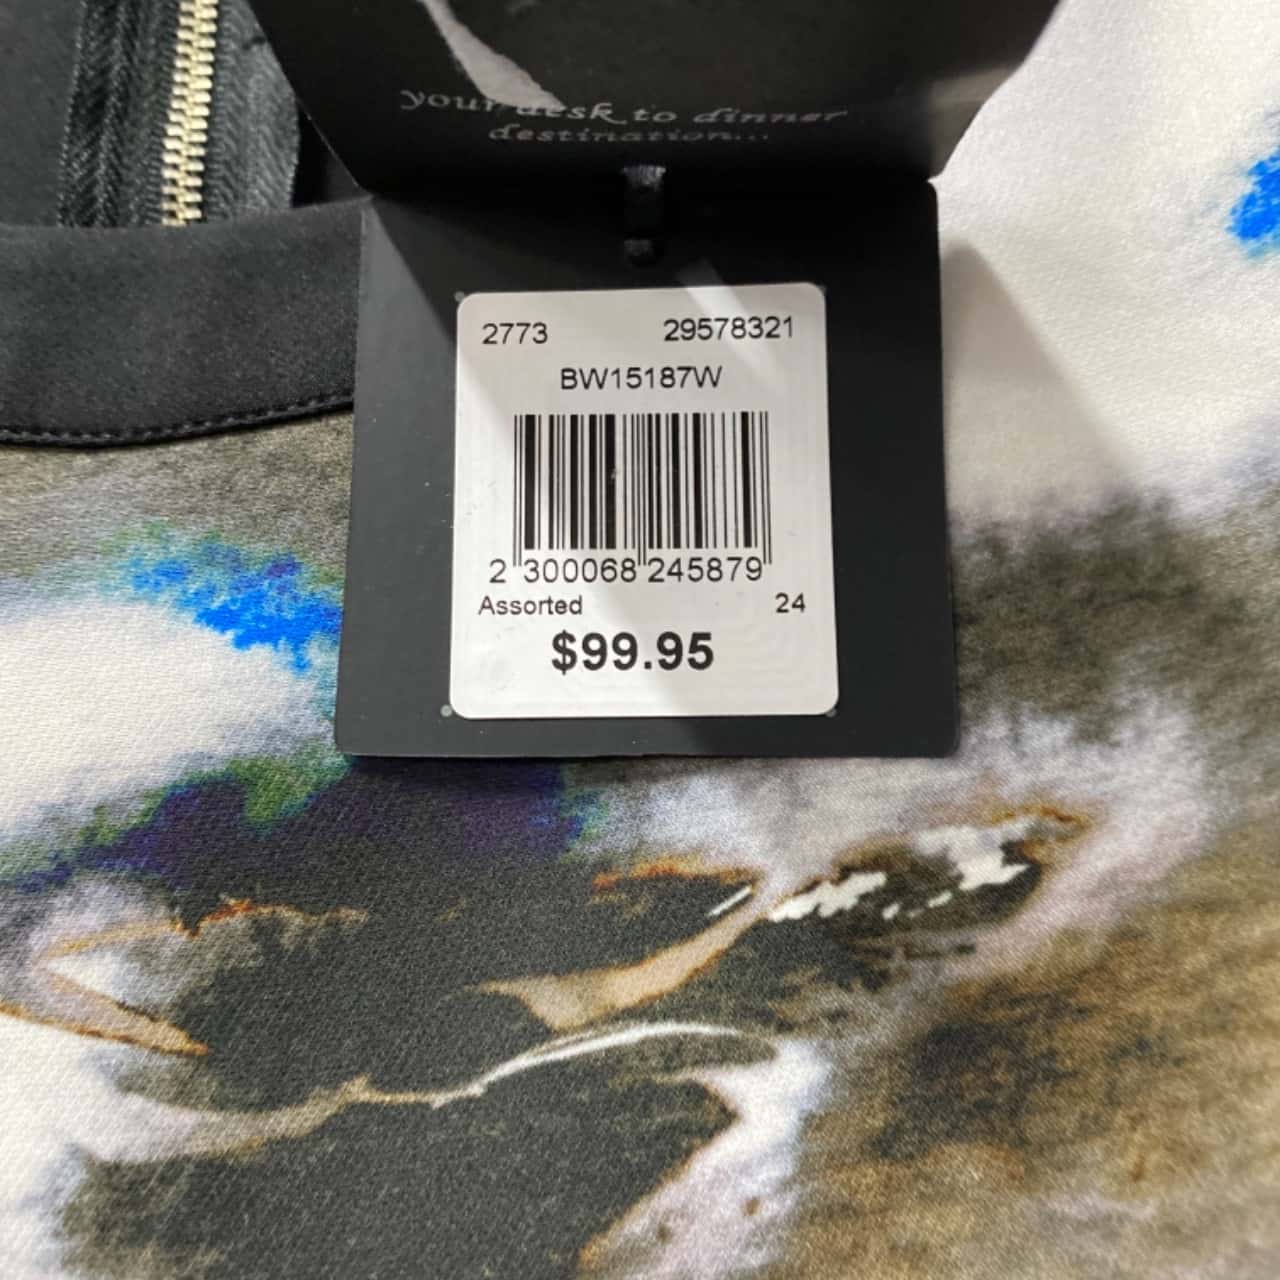 your desk to dinner
destination...
2773 29578321
BW15187W
2 300068 245879
Assorted 24
$99.95